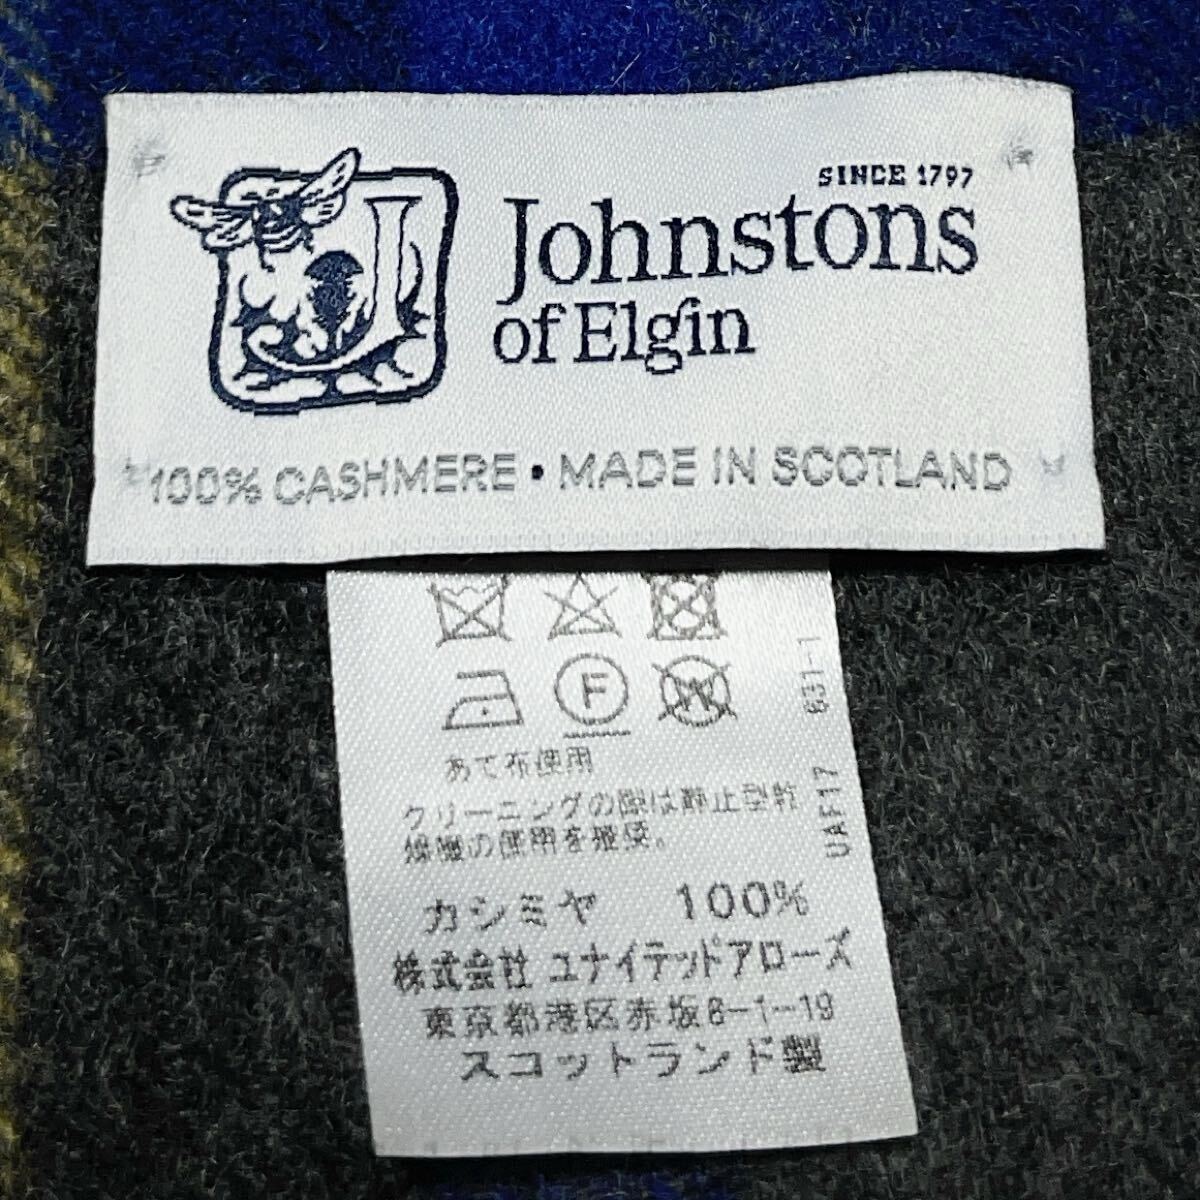 SINCE 1797
Johnstons
of Elgin
100% CASHMERE • MADE IN SCOTLAND
F
W
あて布使用
クリーニングの際は静止型乾
燥機の使用を推奨。
カシミヤ 100%
株式会社 ユナイテッドアローズ
東京都港区赤坂8-1-19
スコットランド製
UAF17 631-1